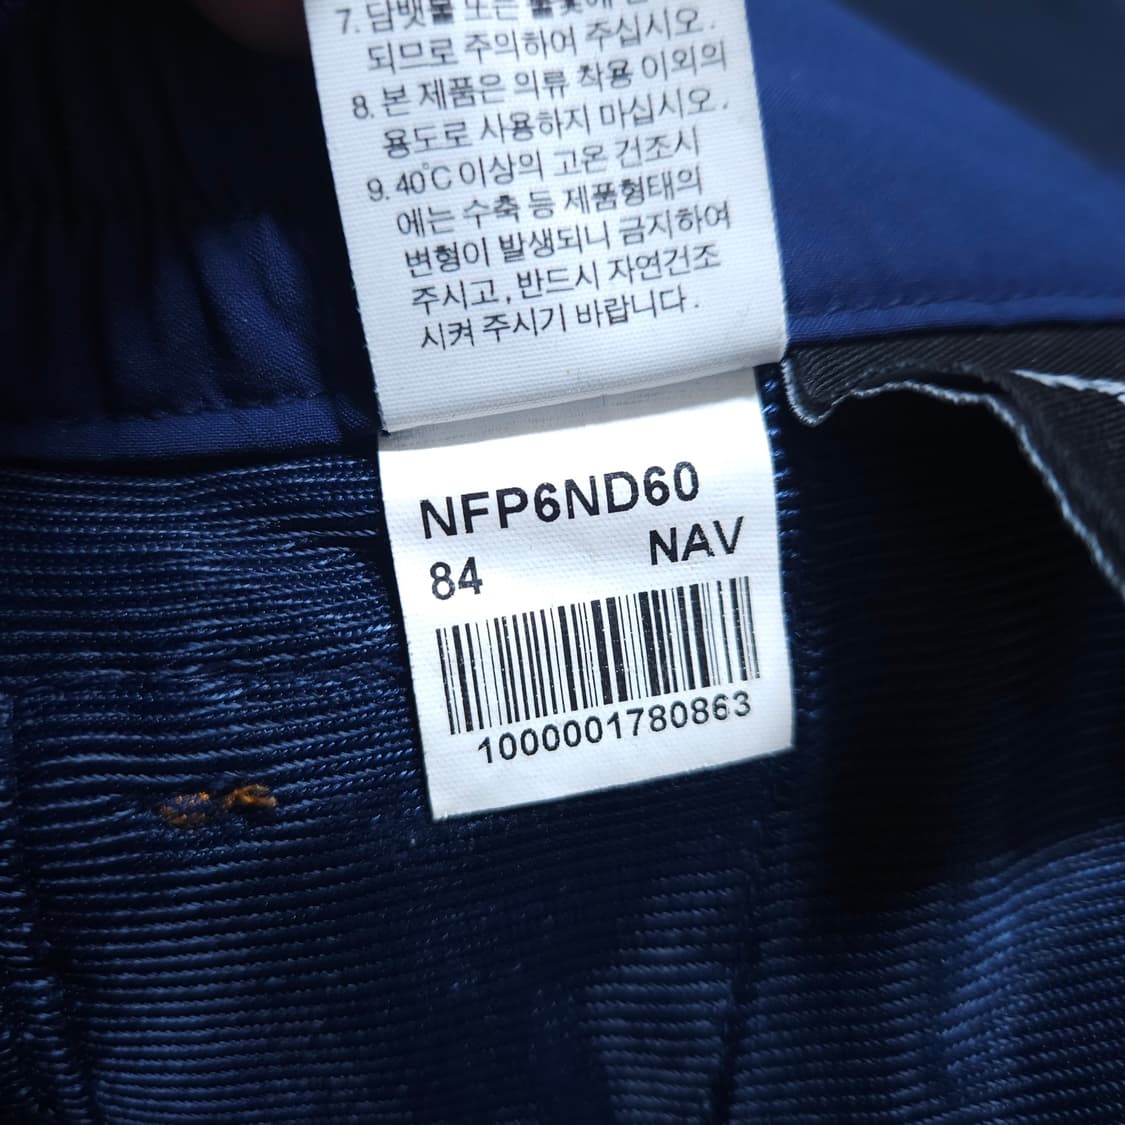 7. 담뱃불 또는 불꽃에
되므로 주의하여 주십시오.
8. 본 제품은 의류 착용 이외의
용도로 사용하지 마십시오.
9. 40℃ 이상의 고온 건조시
에는 수축 등 제품형태의
변형이 발생되니 금지하여
주시고, 반드시 자연건조
시켜 주시기 바랍니다.
NFP6ND60
84 NAV
1000001780863